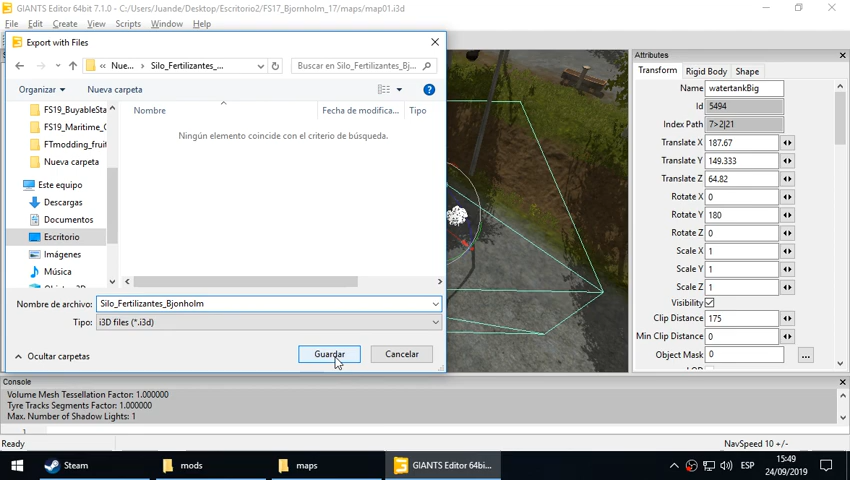 GIANTS Editor 64bit 7.1.0 - C:/Users/Juande/Desktop/Escritorio2/FS17_Bjornholm_17/maps/map01.i3d
File Edit Create View Scripts Window Help
Export with Files
« Nue... > Silo_Fertilizantes_...
Buscar en Silo_Fertilizantes_Bj...
Organizar
Nueva carpeta
FS19_BuyableSta
FS19_Maritime_
FTmodding_fruit
Nueva carpeta
Este equipo
Descargas
Documentos
Escritorio
Imágenes
Música
Nombre
Fecha de modifica...
Tipo
Ningún elemento coincide con el criterio de búsqueda.
Nombre de archivo: Silo_Fertilizantes_Bjonholm
Tipo: i3D files (*.i3d)
Ocultar carpetas
Guardar
Cancelar
Attributes
Transform Rigid Body Shape
Name watertankBig
Id 5494
Index Path 7>2|21
Translate X 187.67
Translate Y 149.333
Translate Z 64.82
Rotate X 0
Rotate Y 180
Rotate Z 0
Scale X 1
Scale Y 1
Scale Z 1
Visibility
Clip Distance 175
Min Clip Distance 0
Object Mask 0 ...
Console
Volume Mesh Tessellation Factor: 1.000000
Tyre Tracks Segments Factor: 1.000000
Max. Number of Shadow Lights: 1
1
Ready
NavSpeed 10 +/-
Steam
mods
maps
GIANTS Editor 64bi...
ESP
15:49
24/09/2019